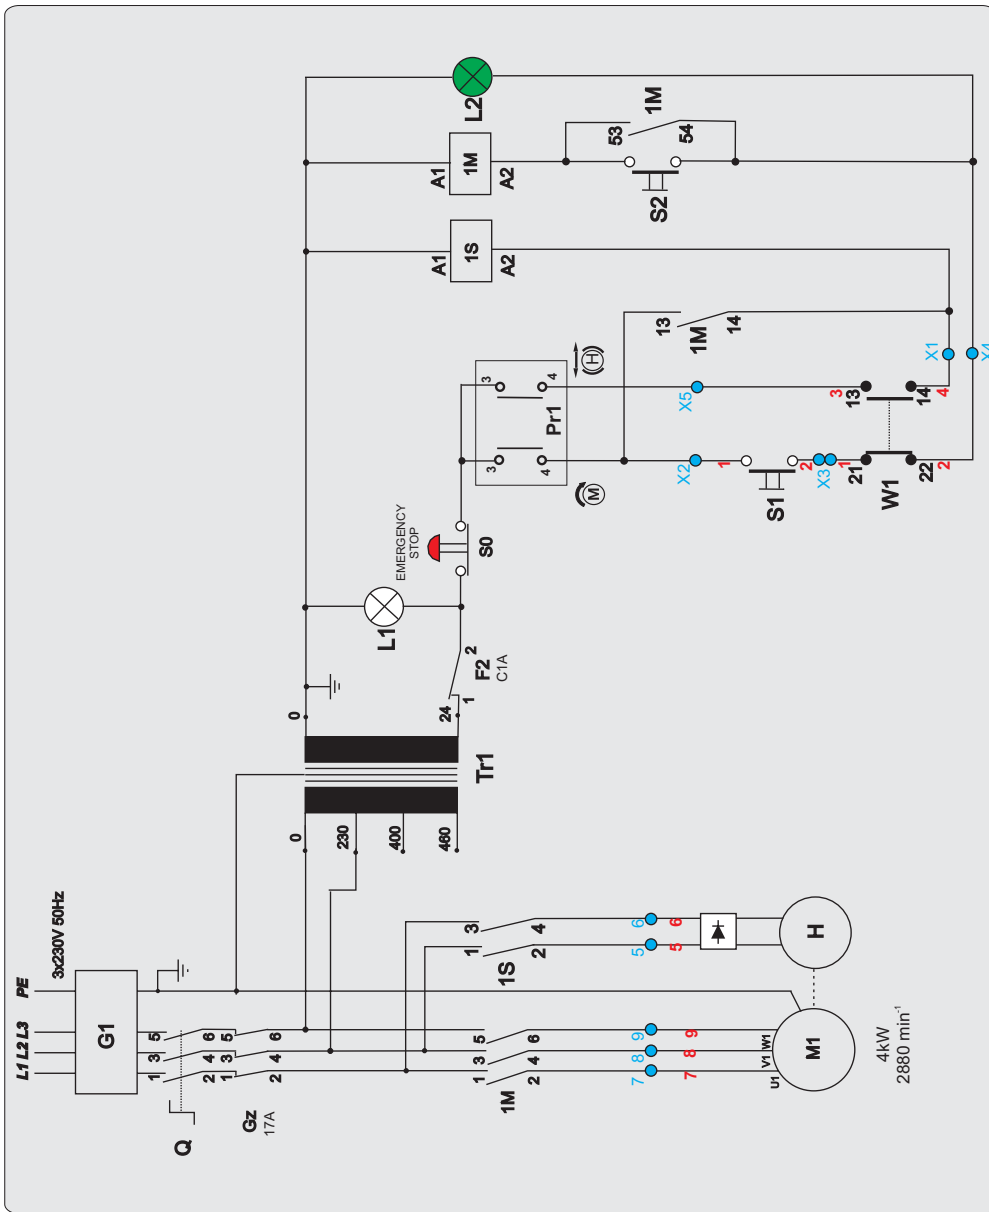 L1 L2 L3 PE
3x230V 50Hz
G1
1 3 5
2 4 6
Q
1 3 5
2 4 6
Gz
17A
1 3 5
2 4 6
1M
7 8 9
7 8 9
U1 V1 W1
M1
4kW
2880 min⁻¹
1 3
2 4
1S
5 6
5 6
H
0
230
400
460
Tr1
0
24
1
2
F2
C1A
L1
EMERGENCY
STOP
S0
3
4
3
4
Pr1
M
H
X2
X5
1
S1
2
X3
1
21
22
2
W1
3
13
14
4
X1
X4
13
1M
14
A1
1S
A2
A1
1M
A2
S2
53
1M
54
L2